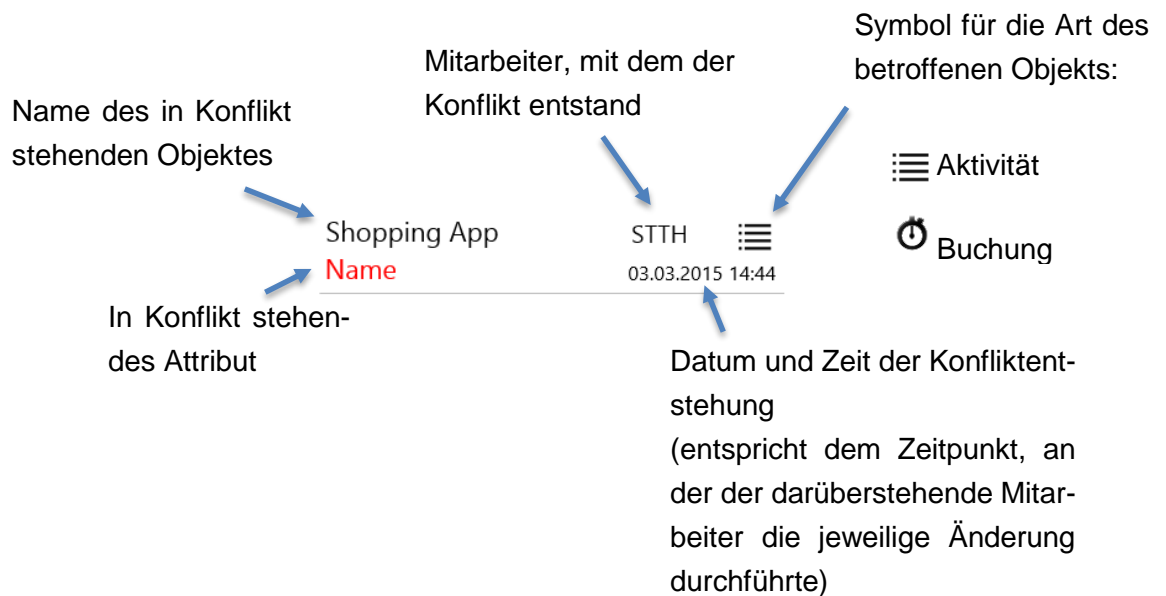 Symbol für die Art des
betroffenen Objekts:
Mitarbeiter, mit dem der
Konflikt entstand
Name des in Konflikt
stehenden Objektes
Aktivität
Buchung
Shopping App
STTH
Name
03.03.2015 14:44
In Konflikt stehen-
des Attribut
Datum und Zeit der Konfliktent-
stehung
(entspricht dem Zeitpunkt, an
der der darüberstehende Mitar-
beiter die jeweilige Änderung
durchführte)